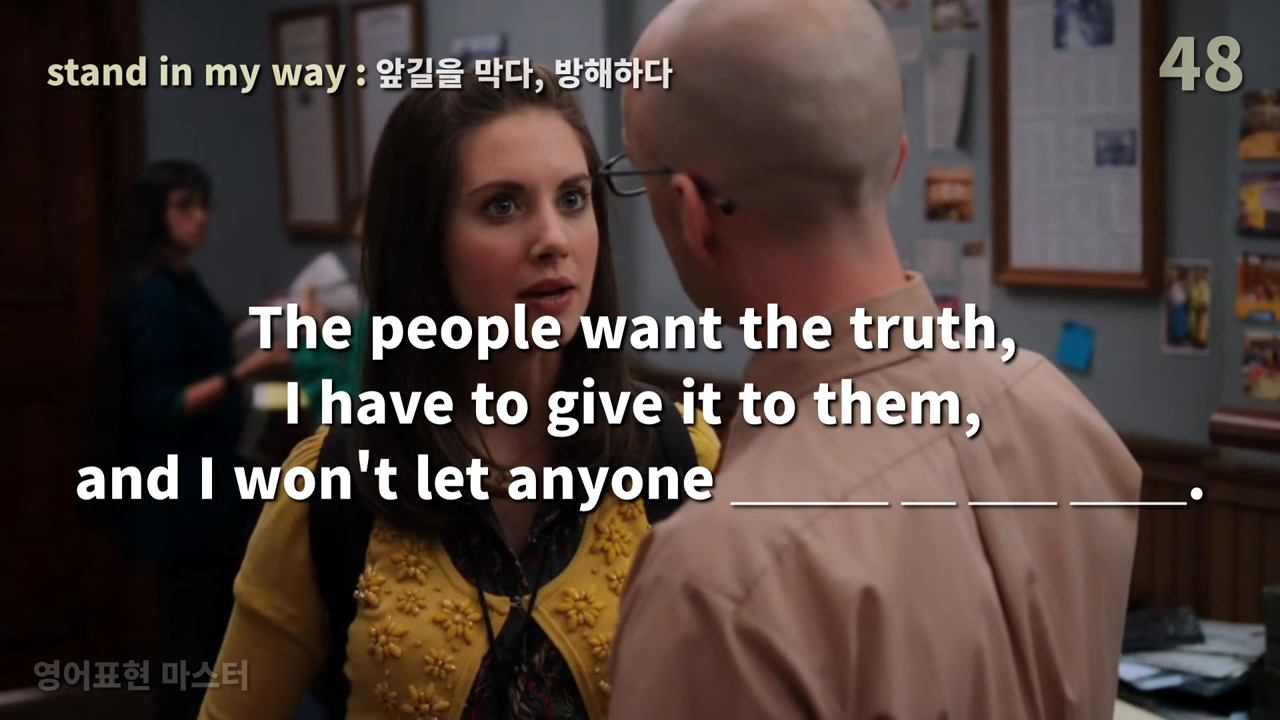 stand in my way : 앞길을 막다, 방해하다
48
The people want the truth,
I have to give it to them,
and I won't let anyone _____ __ ___ ____.
영어표현 마스터